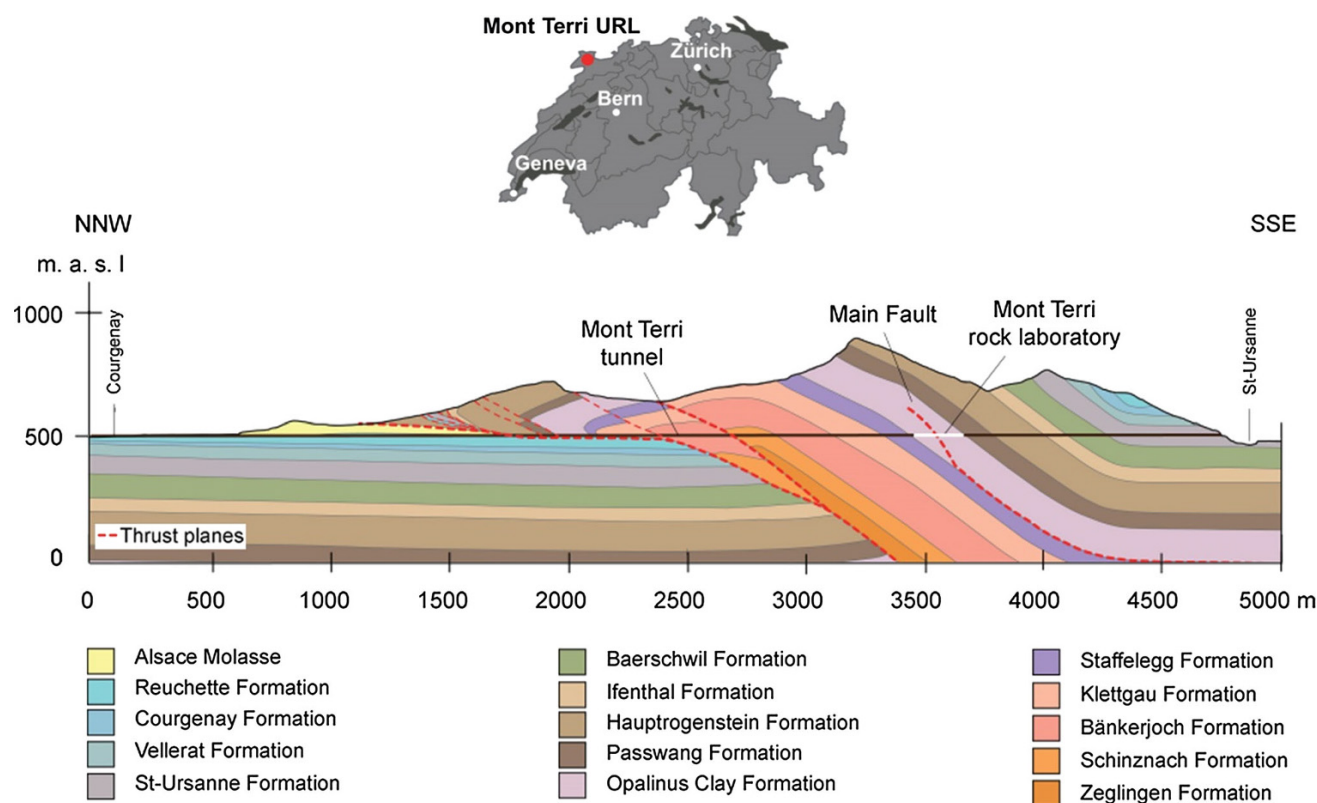 Mont Terri URL
Zürich
Bern
Geneva
NNW
SSE
m. a. s. l
1000
500
0
Courgenay
Mont Terri
tunnel
Main Fault
Mont Terri
rock laboratory
St-Ursanne
Thrust planes
0 500 1000 1500 2000 2500 3000 3500 4000 4500 5000 m
Alsace Molasse
Reuchette Formation
Courgenay Formation
Vellerat Formation
St-Ursanne Formation
Baerschwil Formation
Ifenthal Formation
Hauptrogenstein Formation
Passwang Formation
Opalinus Clay Formation
Staffelegg Formation
Klettgau Formation
Bänkerjoch Formation
Schinznach Formation
Zeglingen Formation